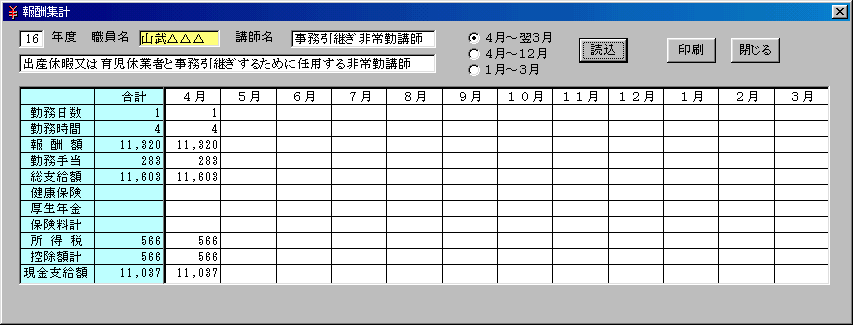 報酬集計
16 年度 職員名 山武△△△ 講師名 事務引継ぎ非常勤講師
出産休暇又は育児休業者と事務引継ぎするために任用する非常勤講師
4月～翌3月
4月～12月
1月～3月
読込 印刷 閉じる
合計 4月 5月 6月 7月 8月 9月 10月 11月 12月 1月 2月 3月
勤務日数 1 1
勤務時間 4 4
報酬額 11,320 11,320
勤務手当 283 283
総支給額 11,603 11,603
健康保険
厚生年金
保険料計
所得税 566 566
控除額計 566 566
現金支給額 11,037 11,037